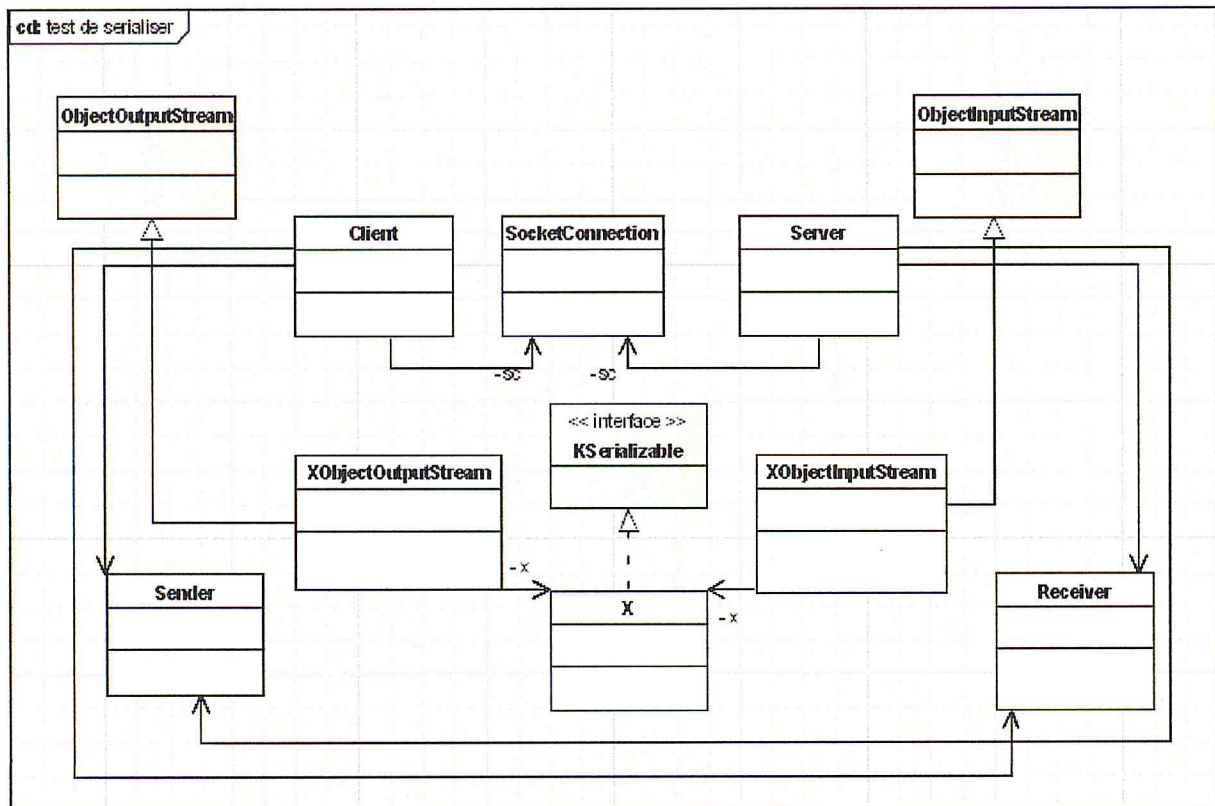 cd: test de serialiser
ObjectOutputStream
ObjectInputStream
Client
SocketConnection
Server
-sc
-sc
<< interface >>
KSerializable
XObjectOutputStream
XObjectInputStream
-x
Sender
X
-x
Receiver